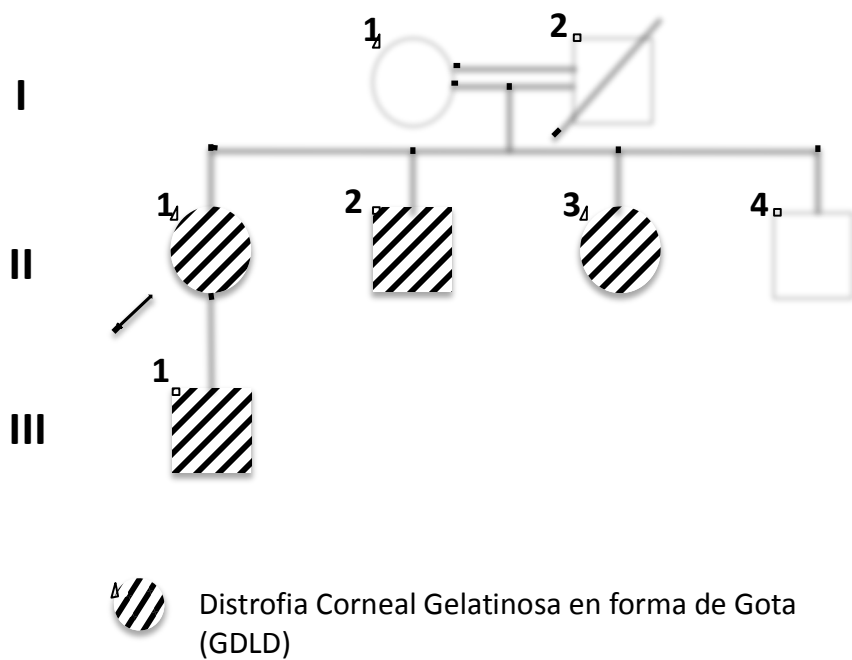 1 2
I
1 2 3 4
II
1
III
Distrofia Corneal Gelatinosa en forma de Gota
(GDLD)